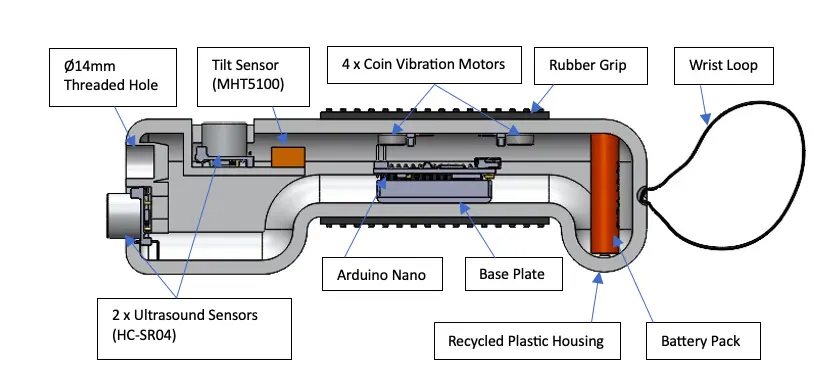 Ø14mm
Threaded Hole
Tilt Sensor
(MHT5100)
4 x Coin Vibration Motors
Rubber Grip
Wrist Loop
Arduino Nano
Base Plate
2 x Ultrasound Sensors
(HC-SR04)
Recycled Plastic Housing
Battery Pack